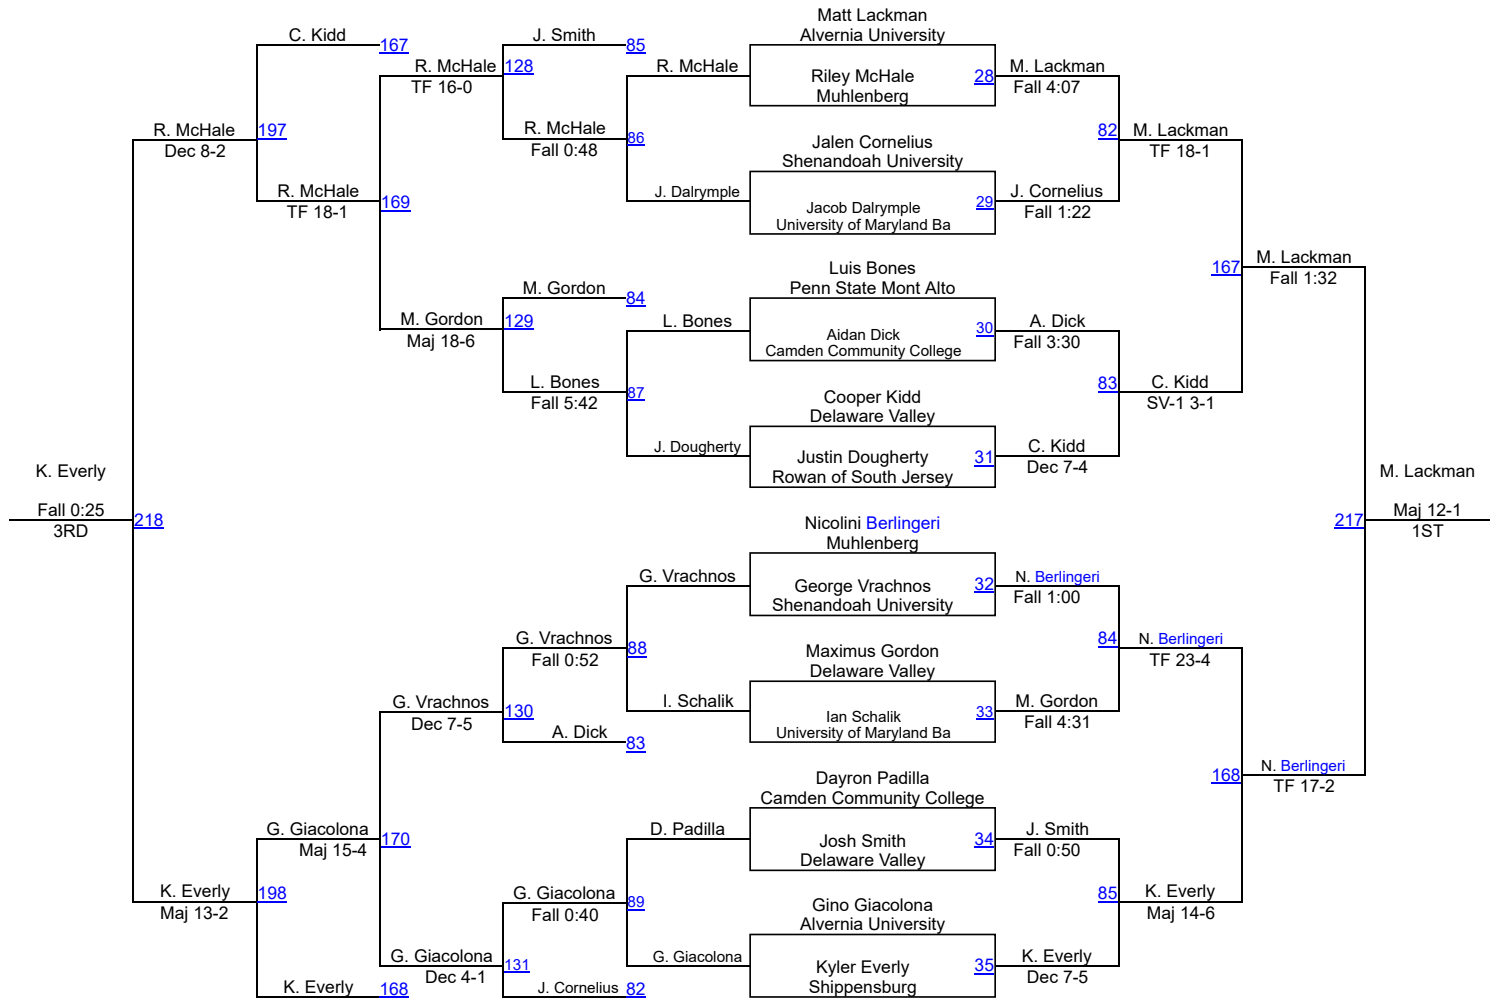 Matt Lackman
Alvernia University
C. Kidd
167
J. Smith
85
R. McHale
TF 16-0
128
R. McHale
Riley McHale
Muhlenberg
28
M. Lackman
Fall 4:07
R. McHale
Dec 8-2
197
R. McHale
Fall 0:48
86
Jalen Cornelius
Shenandoah University
82
M. Lackman
TF 18-1
R. McHale
TF 18-1
169
J. Dalrymple
Jacob Dalrymple
University of Maryland Ba
29
J. Cornelius
Fall 1:22
Luis Bones
Penn State Mont Alto
167
M. Lackman
Fall 1:32
M. Gordon
84
M. Gordon
Maj 18-6
129
L. Bones
Aidan Dick
Camden Community College
30
A. Dick
Fall 3:30
L. Bones
Fall 5:42
87
Cooper Kidd
Delaware Valley
83
C. Kidd
SV-1 3-1
J. Dougherty
Justin Dougherty
Rowan of South Jersey
31
C. Kidd
Dec 7-4
K. Everly
Fall 0:25
3RD
218
Nicolini Berlingeri
Muhlenberg
217
M. Lackman
Maj 12-1
1ST
G. Vrachnos
George Vrachnos
Shenandoah University
32
N. Berlingeri
Fall 1:00
G. Vrachnos
Fall 0:52
88
Maximus Gordon
Delaware Valley
84
N. Berlingeri
TF 23-4
G. Vrachnos
Dec 7-5
130
I. Schalik
Ian Schalik
University of Maryland Ba
33
M. Gordon
Fall 4:31
A. Dick
83
Dayron Padilla
Camden Community College
168
N. Berlingeri
TF 17-2
G. Giacolona
Maj 15-4
170
D. Padilla
Josh Smith
Delaware Valley
34
J. Smith
Fall 0:50
K. Everly
Maj 13-2
198
G. Giacolona
Fall 0:40
89
Gino Giacolona
Alvernia University
85
K. Everly
Maj 14-6
G. Giacolona
Dec 4-1
131
G. Giacolona
Kyler Everly
Shippensburg
35
K. Everly
Dec 7-5
K. Everly
168
J. Cornelius
82